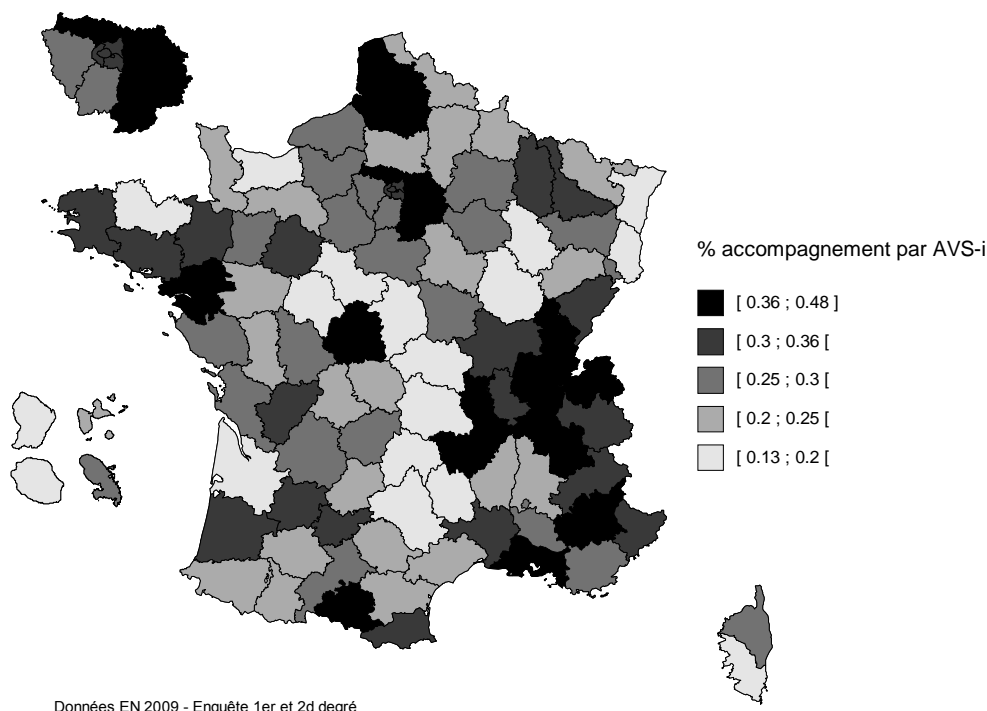 % accompagnement par AVS-i
[ 0.36 ; 0.48 ]
[ 0.3 ; 0.36 [
[ 0.25 ; 0.3 [
[ 0.2 ; 0.25 [
[ 0.13 ; 0.2 [
Données EN 2009 - Enquête 1er et 2d degré